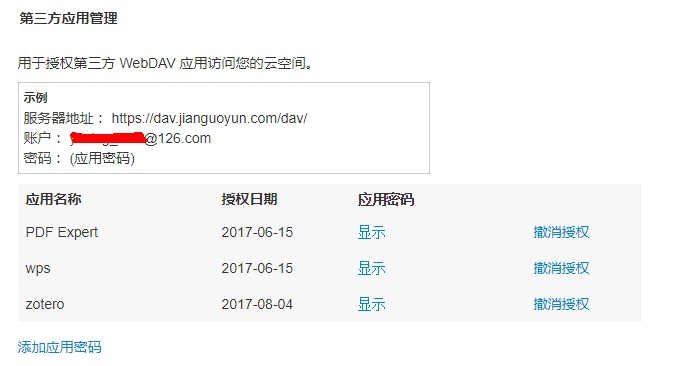 第三方应用管理
用于授权第三方 WebDAV 应用访问您的云空间。
示例
服务器地址： https://dav.jianguoyun.com/dav/
账户： @126.com
密码： (应用密码)
应用名称 授权日期 应用密码
PDF Expert 2017-06-15 显示 撤消授权
wps 2017-06-15 显示 撤消授权
zotero 2017-08-04 显示 撤消授权
添加应用密码